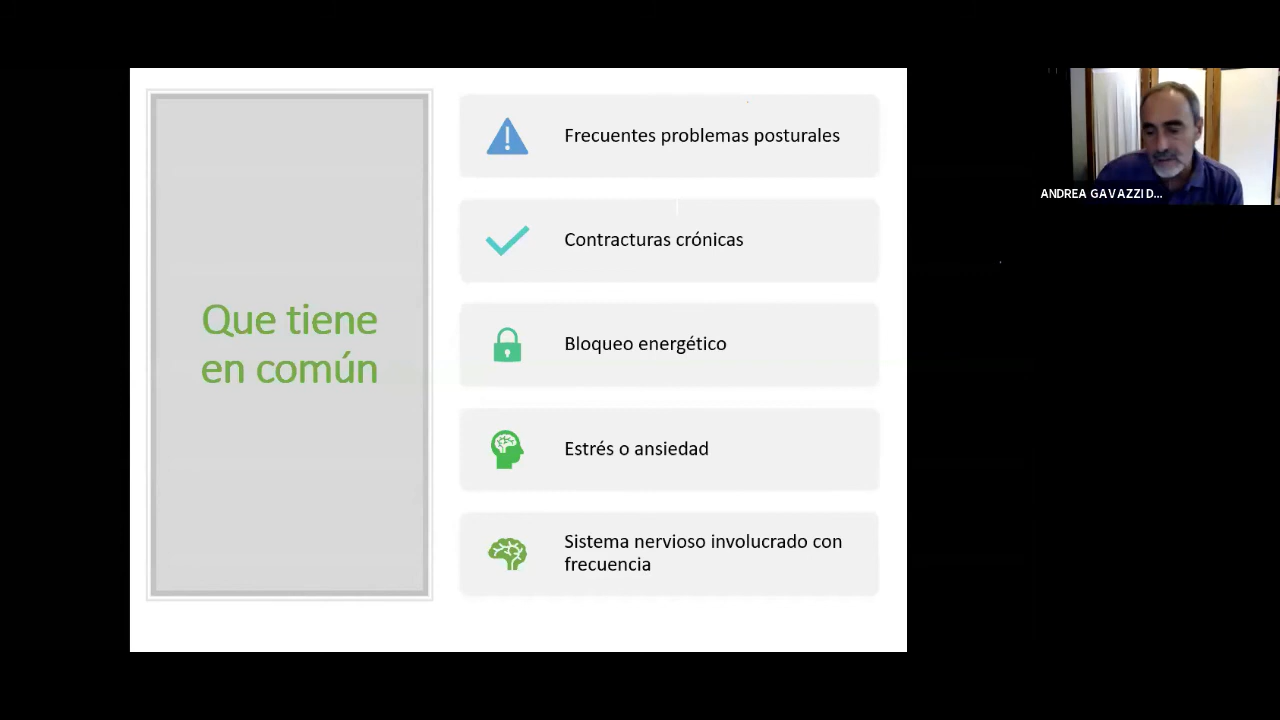 Que tiene
en común
Frecuentes problemas posturales
Contracturas crónicas
Bloqueo energético
Estrés o ansiedad
Sistema nervioso involucrado con
frecuencia
ANDREA GAVAZZI D...